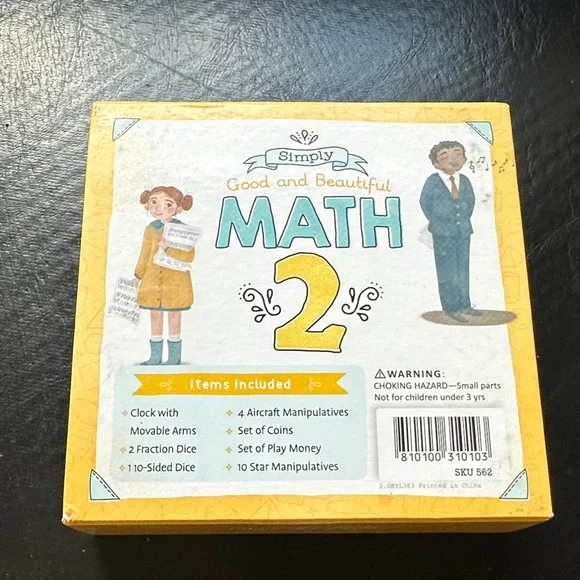 Simply
Good and Beautiful
MATH
2
Items Included
Clock with
Movable Arms
2 Fraction Dice
1 10-Sided Dice
4 Aircraft Manipulatives
Set of Coins
Set of Play Money
10 Star Manipulatives
⚠WARNING:
CHOKING HAZARD—Small parts
Not for children under 3 yrs
810100 310103
SKU 562
Printed in China